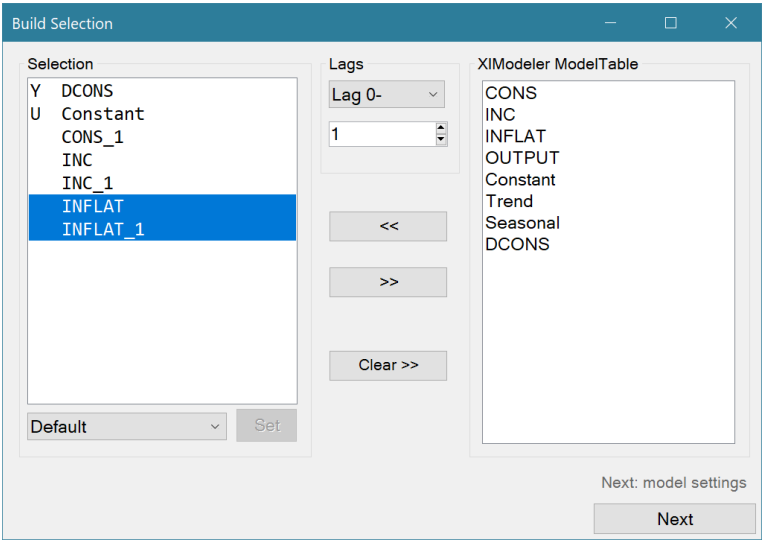 Build Selection
Selection
Y DCONS
U Constant
CONS_1
INC
INC_1
INFLAT
INFLAT_1
Default
Set
Lags
Lag 0-
1
<<
>>
Clear >>
XlModeler ModelTable
CONS
INC
INFLAT
OUTPUT
Constant
Trend
Seasonal
DCONS
Next: model settings
Next